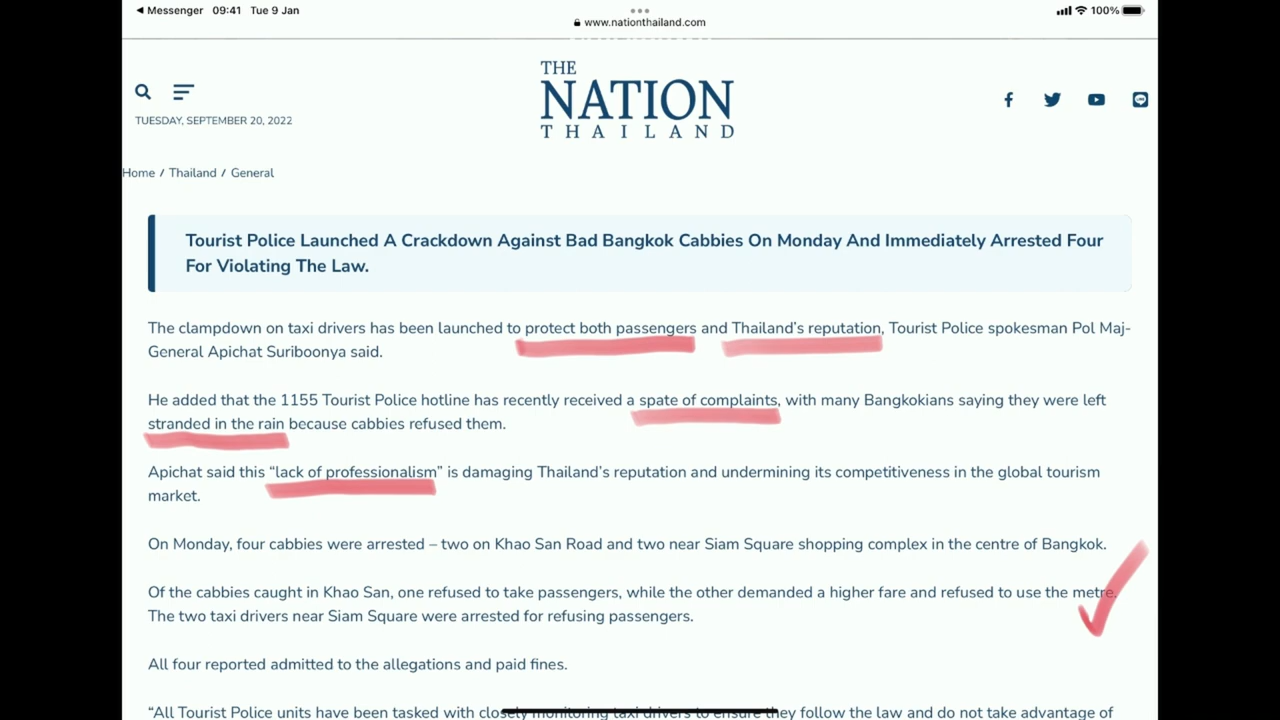 Messenger 09:41 Tue 9 Jan
100%
www.nationthailand.com
THE
NATION
THAILAND
TUESDAY, SEPTEMBER 20, 2022
Home / Thailand / General
Tourist Police Launched A Crackdown Against Bad Bangkok Cabbies On Monday And Immediately Arrested Four
For Violating The Law.
The clampdown on taxi drivers has been launched to protect both passengers and Thailand’s reputation, Tourist Police spokesman Pol Maj-
General Apichat Suriboonya said.
He added that the 1155 Tourist Police hotline has recently received a spate of complaints, with many Bangkokians saying they were left
stranded in the rain because cabbies refused them.
Apichat said this “lack of professionalism” is damaging Thailand’s reputation and undermining its competitiveness in the global tourism
market.
On Monday, four cabbies were arrested – two on Khao San Road and two near Siam Square shopping complex in the centre of Bangkok.
Of the cabbies caught in Khao San, one refused to take passengers, while the other demanded a higher fare and refused to use the metre.
The two taxi drivers near Siam Square were arrested for refusing passengers.
All four reported admitted to the allegations and paid fines.
“All Tourist Police units have been tasked with closely monitoring taxi drivers to ensure they follow the law and do not take advantage of